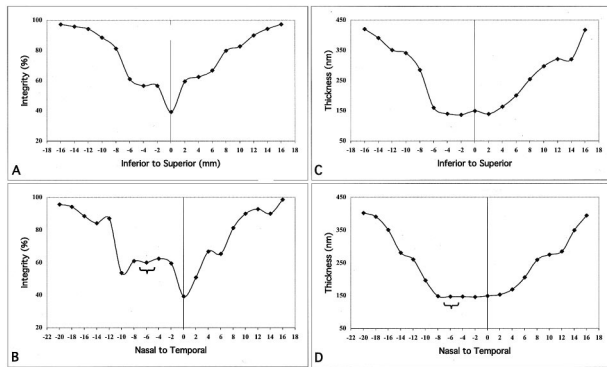 100
80
60
40
20
Integrity (%)
-18 -16 -14 -12 -10 -8 -6 -4 -2 0 2 4 6 8 10 12 14 16 18
A
Inferior to Superior (mm)
450
350
250
150
50
Thickness (nm)
-18 -16 -14 -12 -10 -8 -6 -4 -2 0 2 4 6 8 10 12 14 16 18
C
Inferior to Superior
100
80
60
40
20
Integrity (%)
-22 -20 -18 -16 -14 -12 -10 -8 -6 -4 -2 0 2 4 6 8 10 12 14 16 18
B
Nasal to Temporal
450
350
250
150
50
Thickness (nm)
-22 -20 -18 -16 -14 -12 -10 -8 -6 -4 -2 0 2 4 6 8 10 12 14 16 18
D
Nasal to Temporal